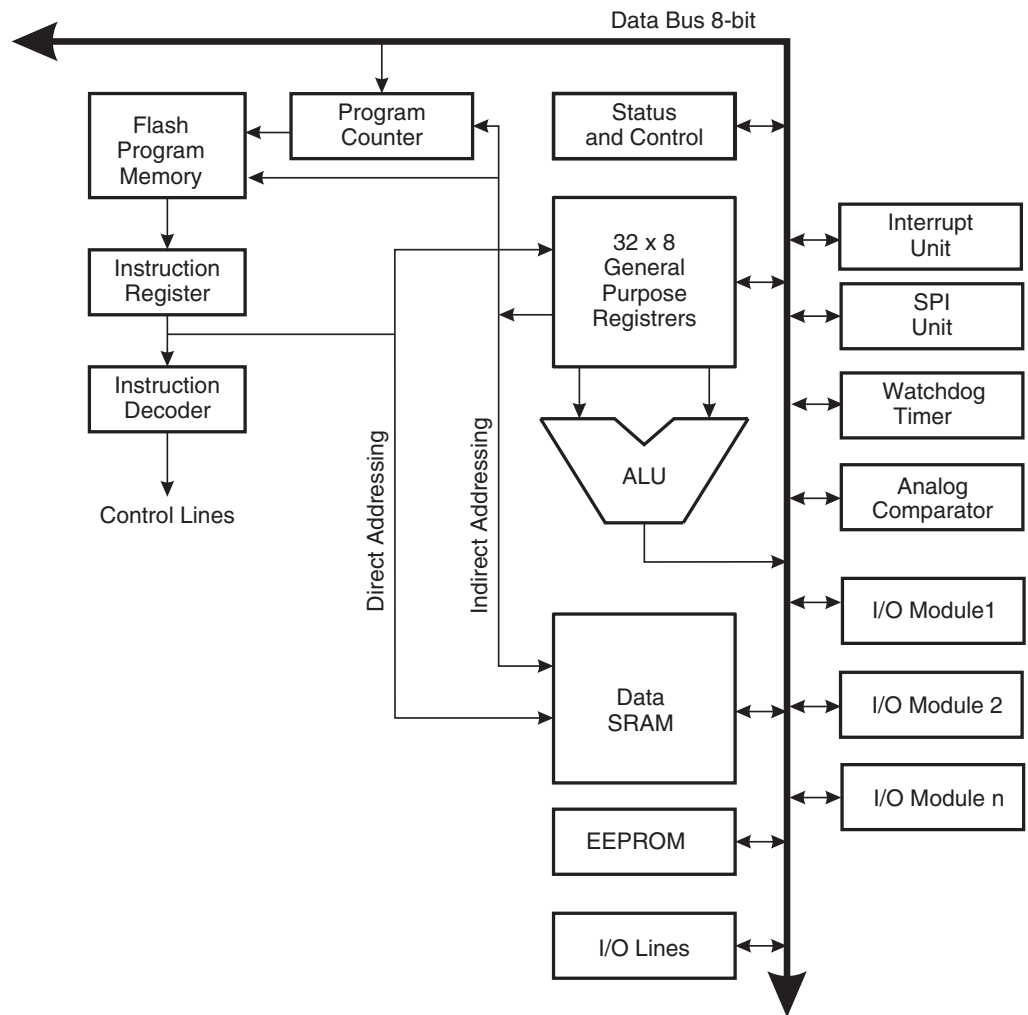 Data Bus 8-bit
Flash
Program
Memory
Program
Counter
Status
and Control
Interrupt
Unit
32 x 8
General
Purpose
Registrers
Instruction
Register
SPI
Unit
Instruction
Decoder
Watchdog
Timer
Direct Addressing
Indirect Addressing
ALU
Analog
Comparator
Control Lines
I/O Module1
Data
SRAM
I/O Module 2
I/O Module n
EEPROM
I/O Lines